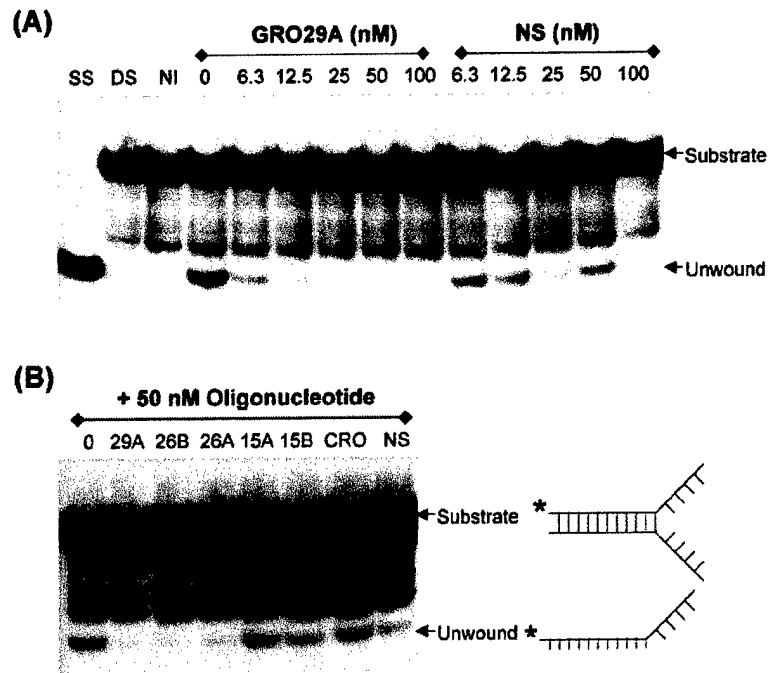 (A)
GRO29A (nM) NS (nM)
SS DS NI 0 6.3 12.5 25 50 100 6.3 12.5 25 50 100
Substrate
Unwound
(B)
+ 50 nM Oligonucleotide
0 29A 26B 26A 15A 15B CRO NS
Substrate *
Unwound *